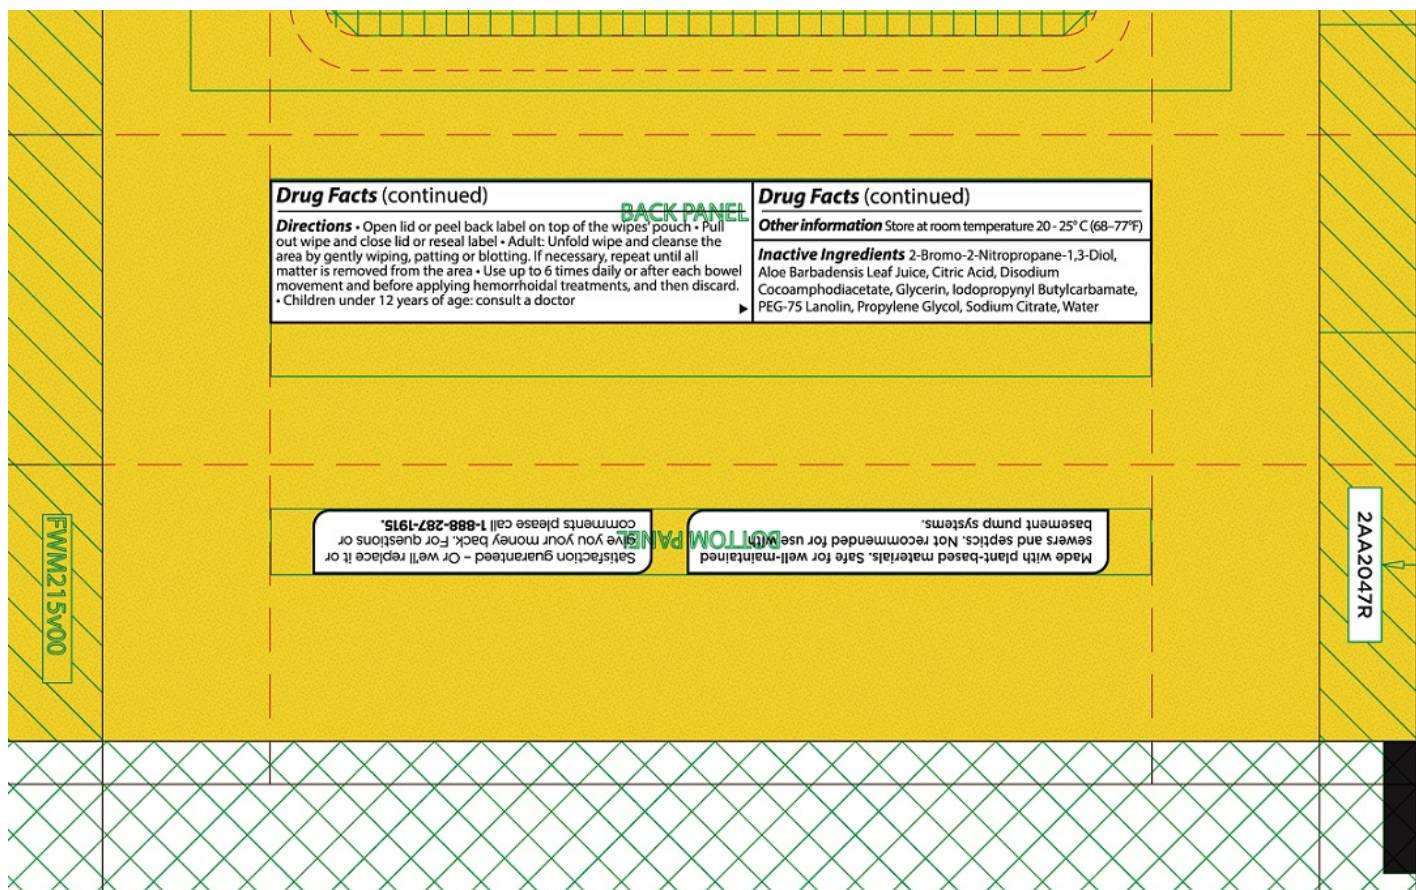 Drug Facts (continued)
BACK PANEL
Directions • Open lid or peel back label on top of the wipes' pouch • Pull
out wipe and close lid or reseal label • Adult: Unfold wipe and cleanse the
area by gently wiping, patting or blotting. If necessary, repeat until all
matter is removed from the area • Use up to 6 times daily or after each bowel
movement and before applying hemorrhoidal treatments, and then discard.
• Children under 12 years of age: consult a doctor
Drug Facts (continued)
Other information Store at room temperature 20 - 25° C (68–77°F)
Inactive Ingredients 2-Bromo-2-Nitropropane-1,3-Diol,
Aloe Barbadensis Leaf Juice, Citric Acid, Disodium
Cocoamphodiacetate, Glycerin, Iodopropynyl Butylcarbamate,
PEG-75 Lanolin, Propylene Glycol, Sodium Citrate, Water
Made with plant-based materials. Safe for well-maintained
sewers and septics. Not recommended for use with
basement pump systems.
BOTTOM PANEL
Satisfaction guaranteed – Or we'll replace it or
give you your money back. For questions or
comments please call 1-888-287-1915.
FWM215v00
2AA2047R